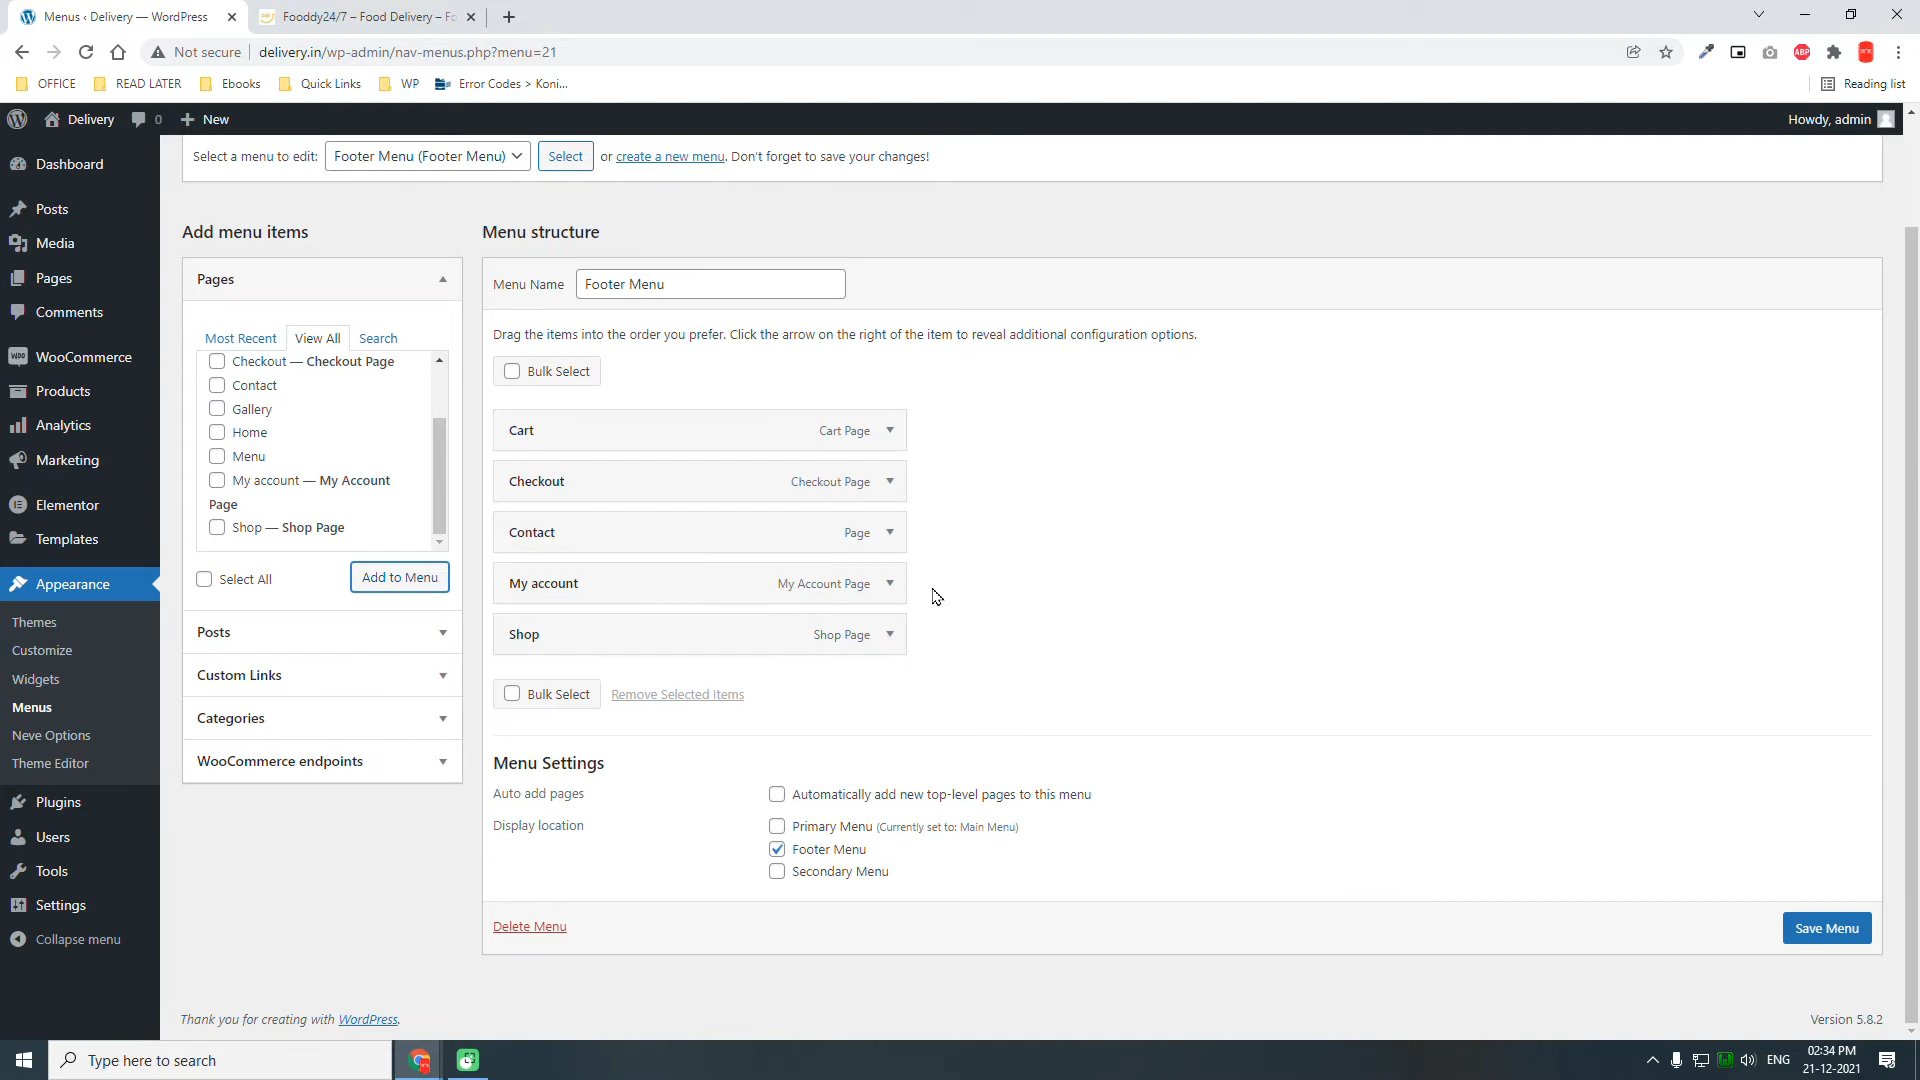 Menus ‹ Delivery — WordPress
Fooddy24/7 – Food Delivery – Fo
Not secure
delivery.in/wp-admin/nav-menus.php?menu=21
ABP
OFFICE
READ LATER
Ebooks
Quick Links
WP
Error Codes > Koni...
Reading list
Delivery
0
New
Howdy, admin
Select a menu to edit:
Footer Menu (Footer Menu)
Select
or create a new menu. Don't forget to save your changes!
Dashboard
Posts
Media
Pages
Comments
WooCommerce
Products
Analytics
Marketing
Elementor
Templates
Appearance
Themes
Customize
Widgets
Menus
Neve Options
Theme Editor
Plugins
Users
Tools
Settings
Collapse menu
Add menu items
Pages
Most Recent
View All
Search
Checkout — Checkout Page
Contact
Gallery
Home
Menu
My account — My Account
Page
Shop — Shop Page
Select All
Add to Menu
Posts
Custom Links
Categories
WooCommerce endpoints
Menu structure
Menu Name
Footer Menu
Drag the items into the order you prefer. Click the arrow on the right of the item to reveal additional configuration options.
Bulk Select
Cart
Cart Page
Checkout
Checkout Page
Contact
Page
My account
My Account Page
Shop
Shop Page
Bulk Select
Remove Selected Items
Menu Settings
Auto add pages
Automatically add new top-level pages to this menu
Display location
Primary Menu (Currently set to: Main Menu)
Footer Menu
Secondary Menu
Delete Menu
Save Menu
Thank you for creating with WordPress.
Version 5.8.2
Type here to search
ENG
02:34 PM
21-12-2021